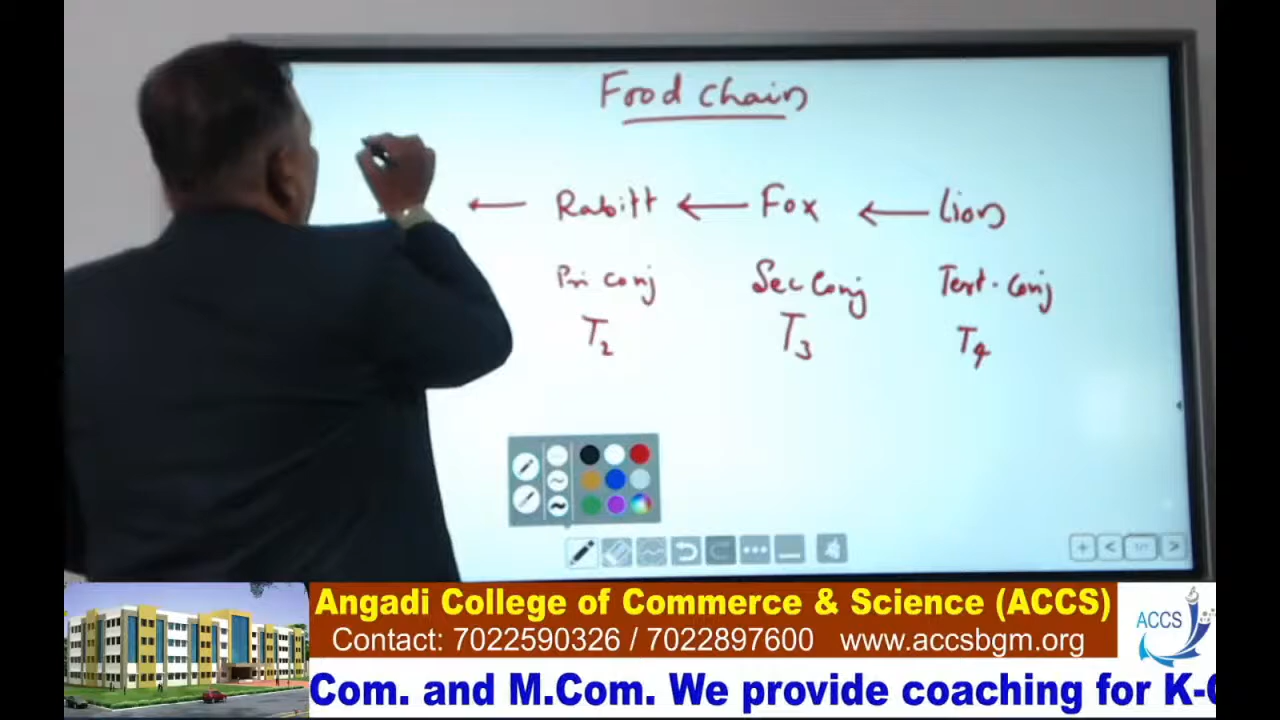 Food chain
← Rabitt ← Fox ← Lion
Pri conj Sec Conj Tert. Conj
T2 T3 T4
Angadi College of Commerce & Science (ACCS)
Contact: 7022590326 / 7022897600 www.accsbgm.org
ACCS
Com. and M.Com. We provide coaching for K-